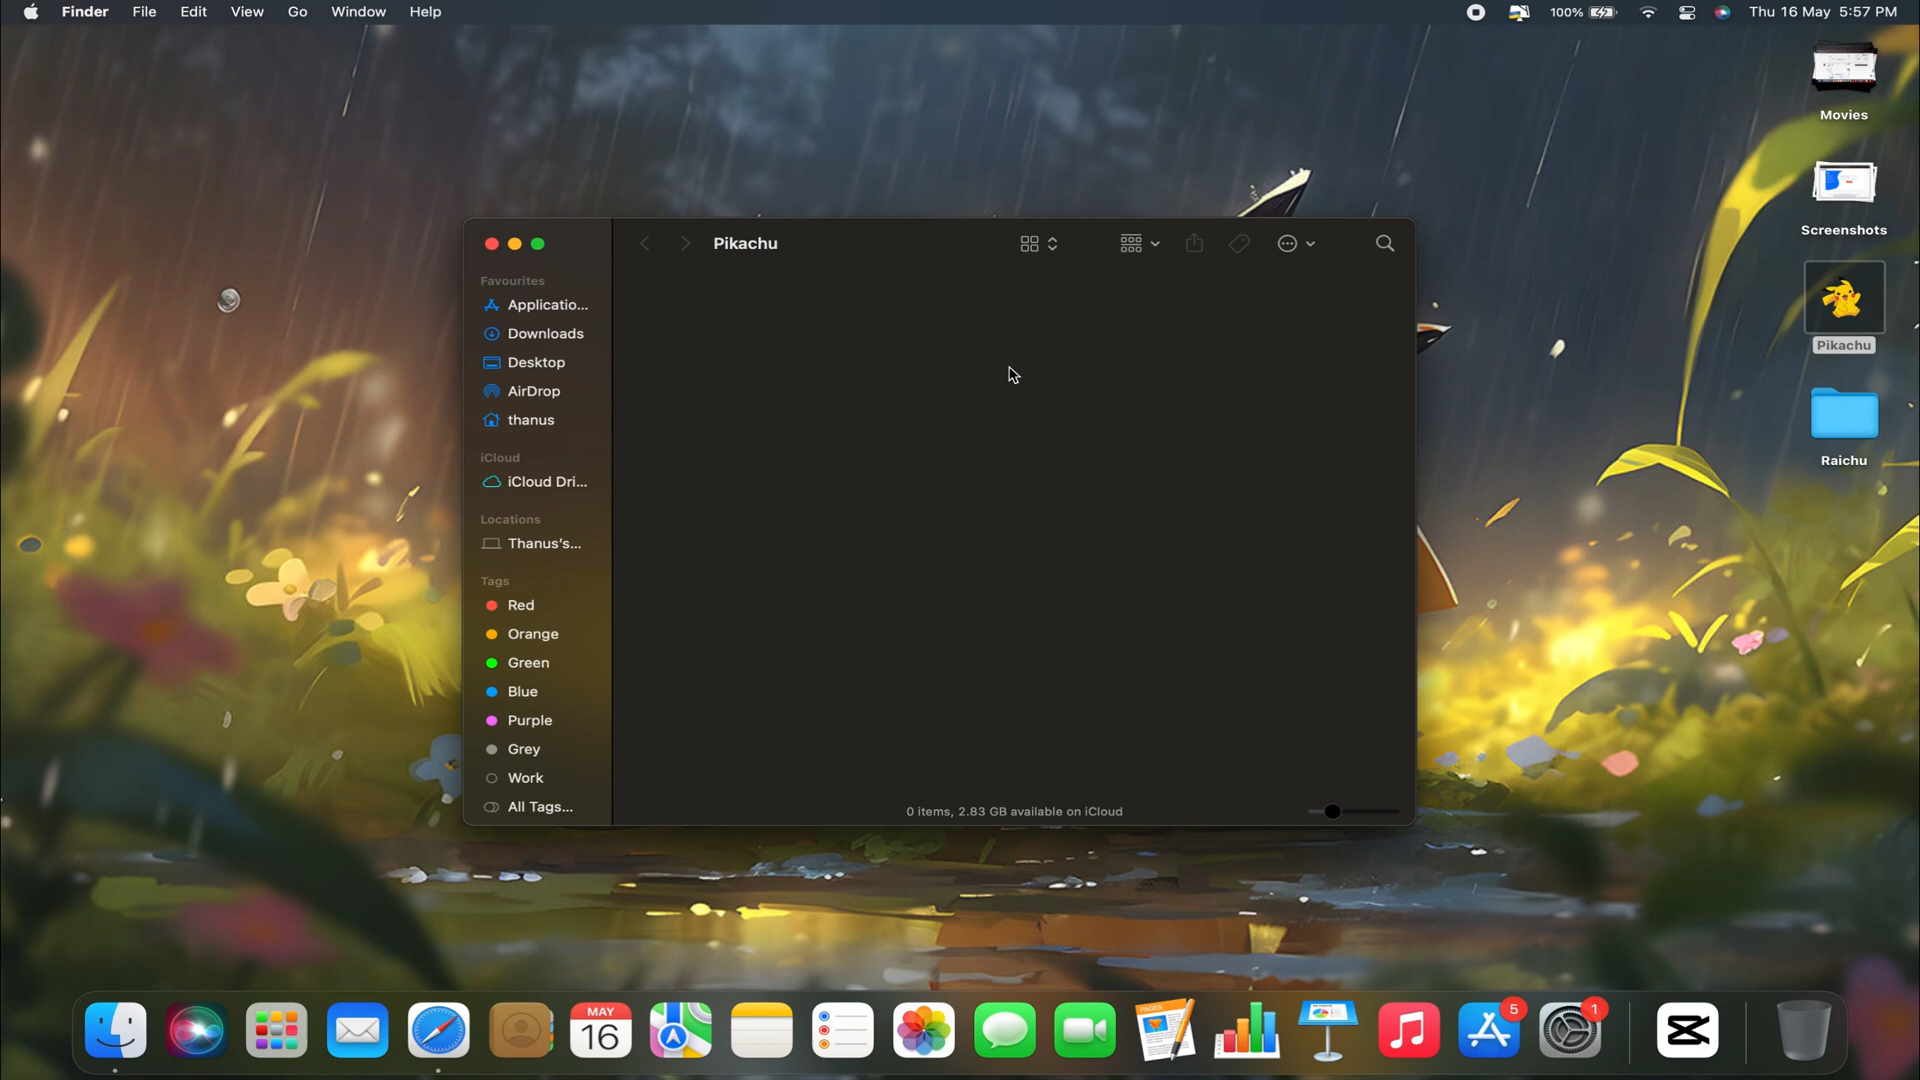 Finder File Edit View Go Window Help 100% Thu 16 May 5:57 PM
Movies
Screenshots
Pikachu
Raichu
Pikachu
Favourites
Applicatio...
Downloads
Desktop
AirDrop
thanus
iCloud
iCloud Dri...
Locations
Thanus's...
Tags
Red
Orange
Green
Blue
Purple
Grey
Work
All Tags...
0 items, 2.83 GB available on iCloud
MAY
16
PAGES
5
1